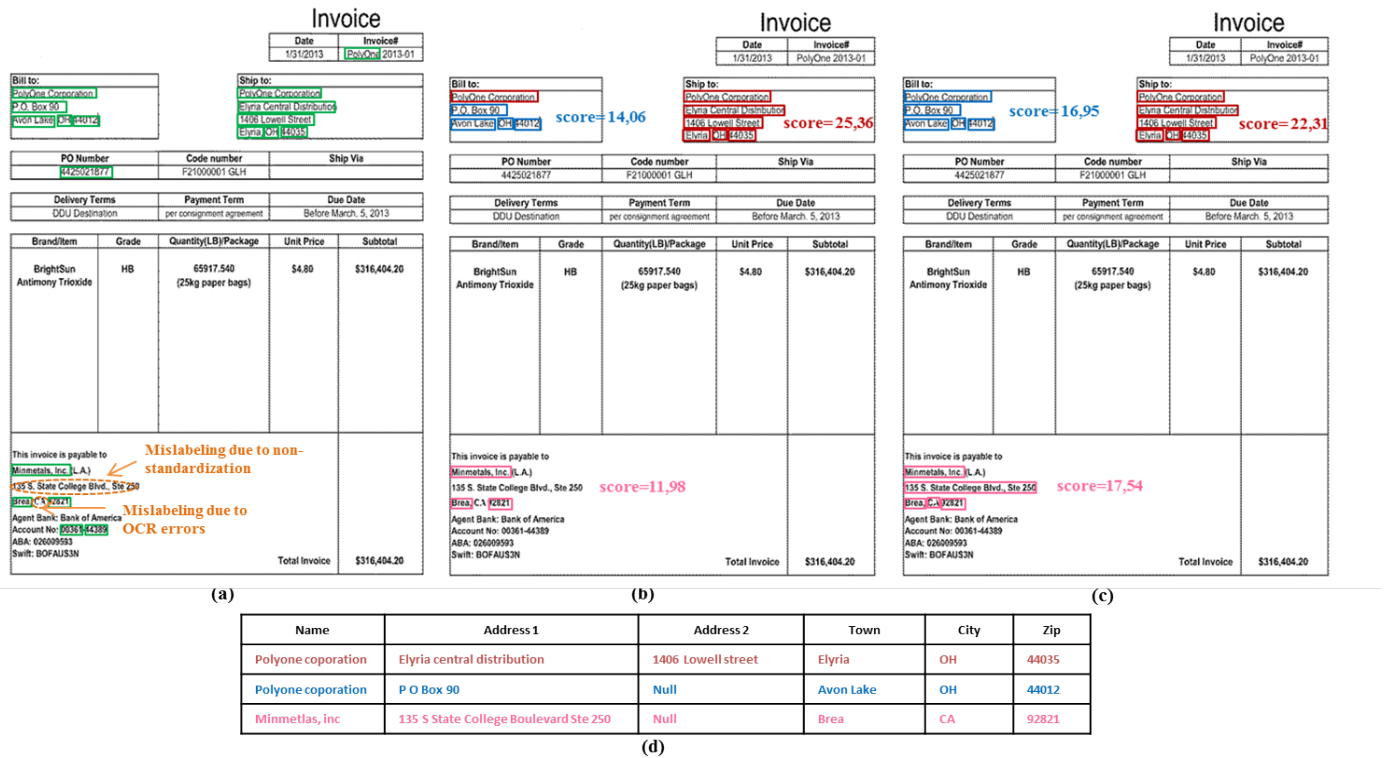 Invoice
Date Invoice#
1/31/2013 PolyOne 2013-01
Bill to: Ship to:
PolyOne Corporation PolyOne Corporation
P.O. Box 90 Elyria Central Distribution
Avon Lake, OH 44012 1406 Lowell Street
Elyria, OH 44035
PO Number Code number Ship Via
4425021877 F21000001 GLH
Delivery Terms Payment Term Due Date
DDU Destination per consignment agreement Before March. 5, 2013
Brand/Item Grade Quantity(LB)/Package Unit Price Subtotal
BrightSun HB 65917.540 $4.80 $316,404.20
Antimony Trioxide (25kg paper bags)
This invoice is payable to
Mislabeling due to non-
standardization
Minmetals, Inc. (L.A.)
135 S. State College Blvd., Ste 250
Brea, CA 92821
Mislabeling due to
OCR errors
Agent Bank: Bank of America
Account No: 00361-44389
ABA: 026009593
Swift: BOFAUS3N
Total Invoice $316,404.20
(a)
Invoice
Date Invoice#
1/31/2013 PolyOne 2013-01
Bill to: Ship to:
PolyOne Corporation PolyOne Corporation
P.O. Box 90 Elyria Central Distribution
score=14,06
Avon Lake, OH 44012 1406 Lowell Street
score=25,36
Elyria, OH 44035
PO Number Code number Ship Via
4425021877 F21000001 GLH
Delivery Terms Payment Term Due Date
DDU Destination per consignment agreement Before March. 5, 2013
Brand/Item Grade Quantity(LB)/Package Unit Price Subtotal
BrightSun HB 65917.540 $4.80 $316,404.20
Antimony Trioxide (25kg paper bags)
This invoice is payable to
Minmetals, Inc. (L.A.)
135 S. State College Blvd., Ste 250
score=11,98
Brea, CA 92821
Agent Bank: Bank of America
Account No: 00361-44389
ABA: 026009593
Swift: BOFAUS3N
Total Invoice $316,404.20
(b)
Invoice
Date Invoice#
1/31/2013 PolyOne 2013-01
Bill to: Ship to:
PolyOne Corporation PolyOne Corporation
P.O. Box 90 Elyria Central Distribution
score=16,95
Avon Lake, OH 44012 1406 Lowell Street
score=22,31
Elyria, OH 44035
PO Number Code number Ship Via
4425021877 F21000001 GLH
Delivery Terms Payment Term Due Date
DDU Destination per consignment agreement Before March. 5, 2013
Brand/Item Grade Quantity(LB)/Package Unit Price Subtotal
BrightSun HB 65917.540 $4.80 $316,404.20
Antimony Trioxide (25kg paper bags)
This invoice is payable to
Minmetals, Inc. (L.A.)
135 S. State College Blvd., Ste 250
score=17,54
Brea, CA 92821
Agent Bank: Bank of America
Account No: 00361-44389
ABA: 026009593
Swift: BOFAUS3N
Total Invoice $316,404.20
(c)
Name Address 1 Address 2 Town City Zip
Polyone coporation Elyria central distribution 1406 Lowell street Elyria OH 44035
Polyone coporation P O Box 90 Null Avon Lake OH 44012
Minmetlas, inc 135 S State College Boulevard Ste 250 Null Brea CA 92821
(d)